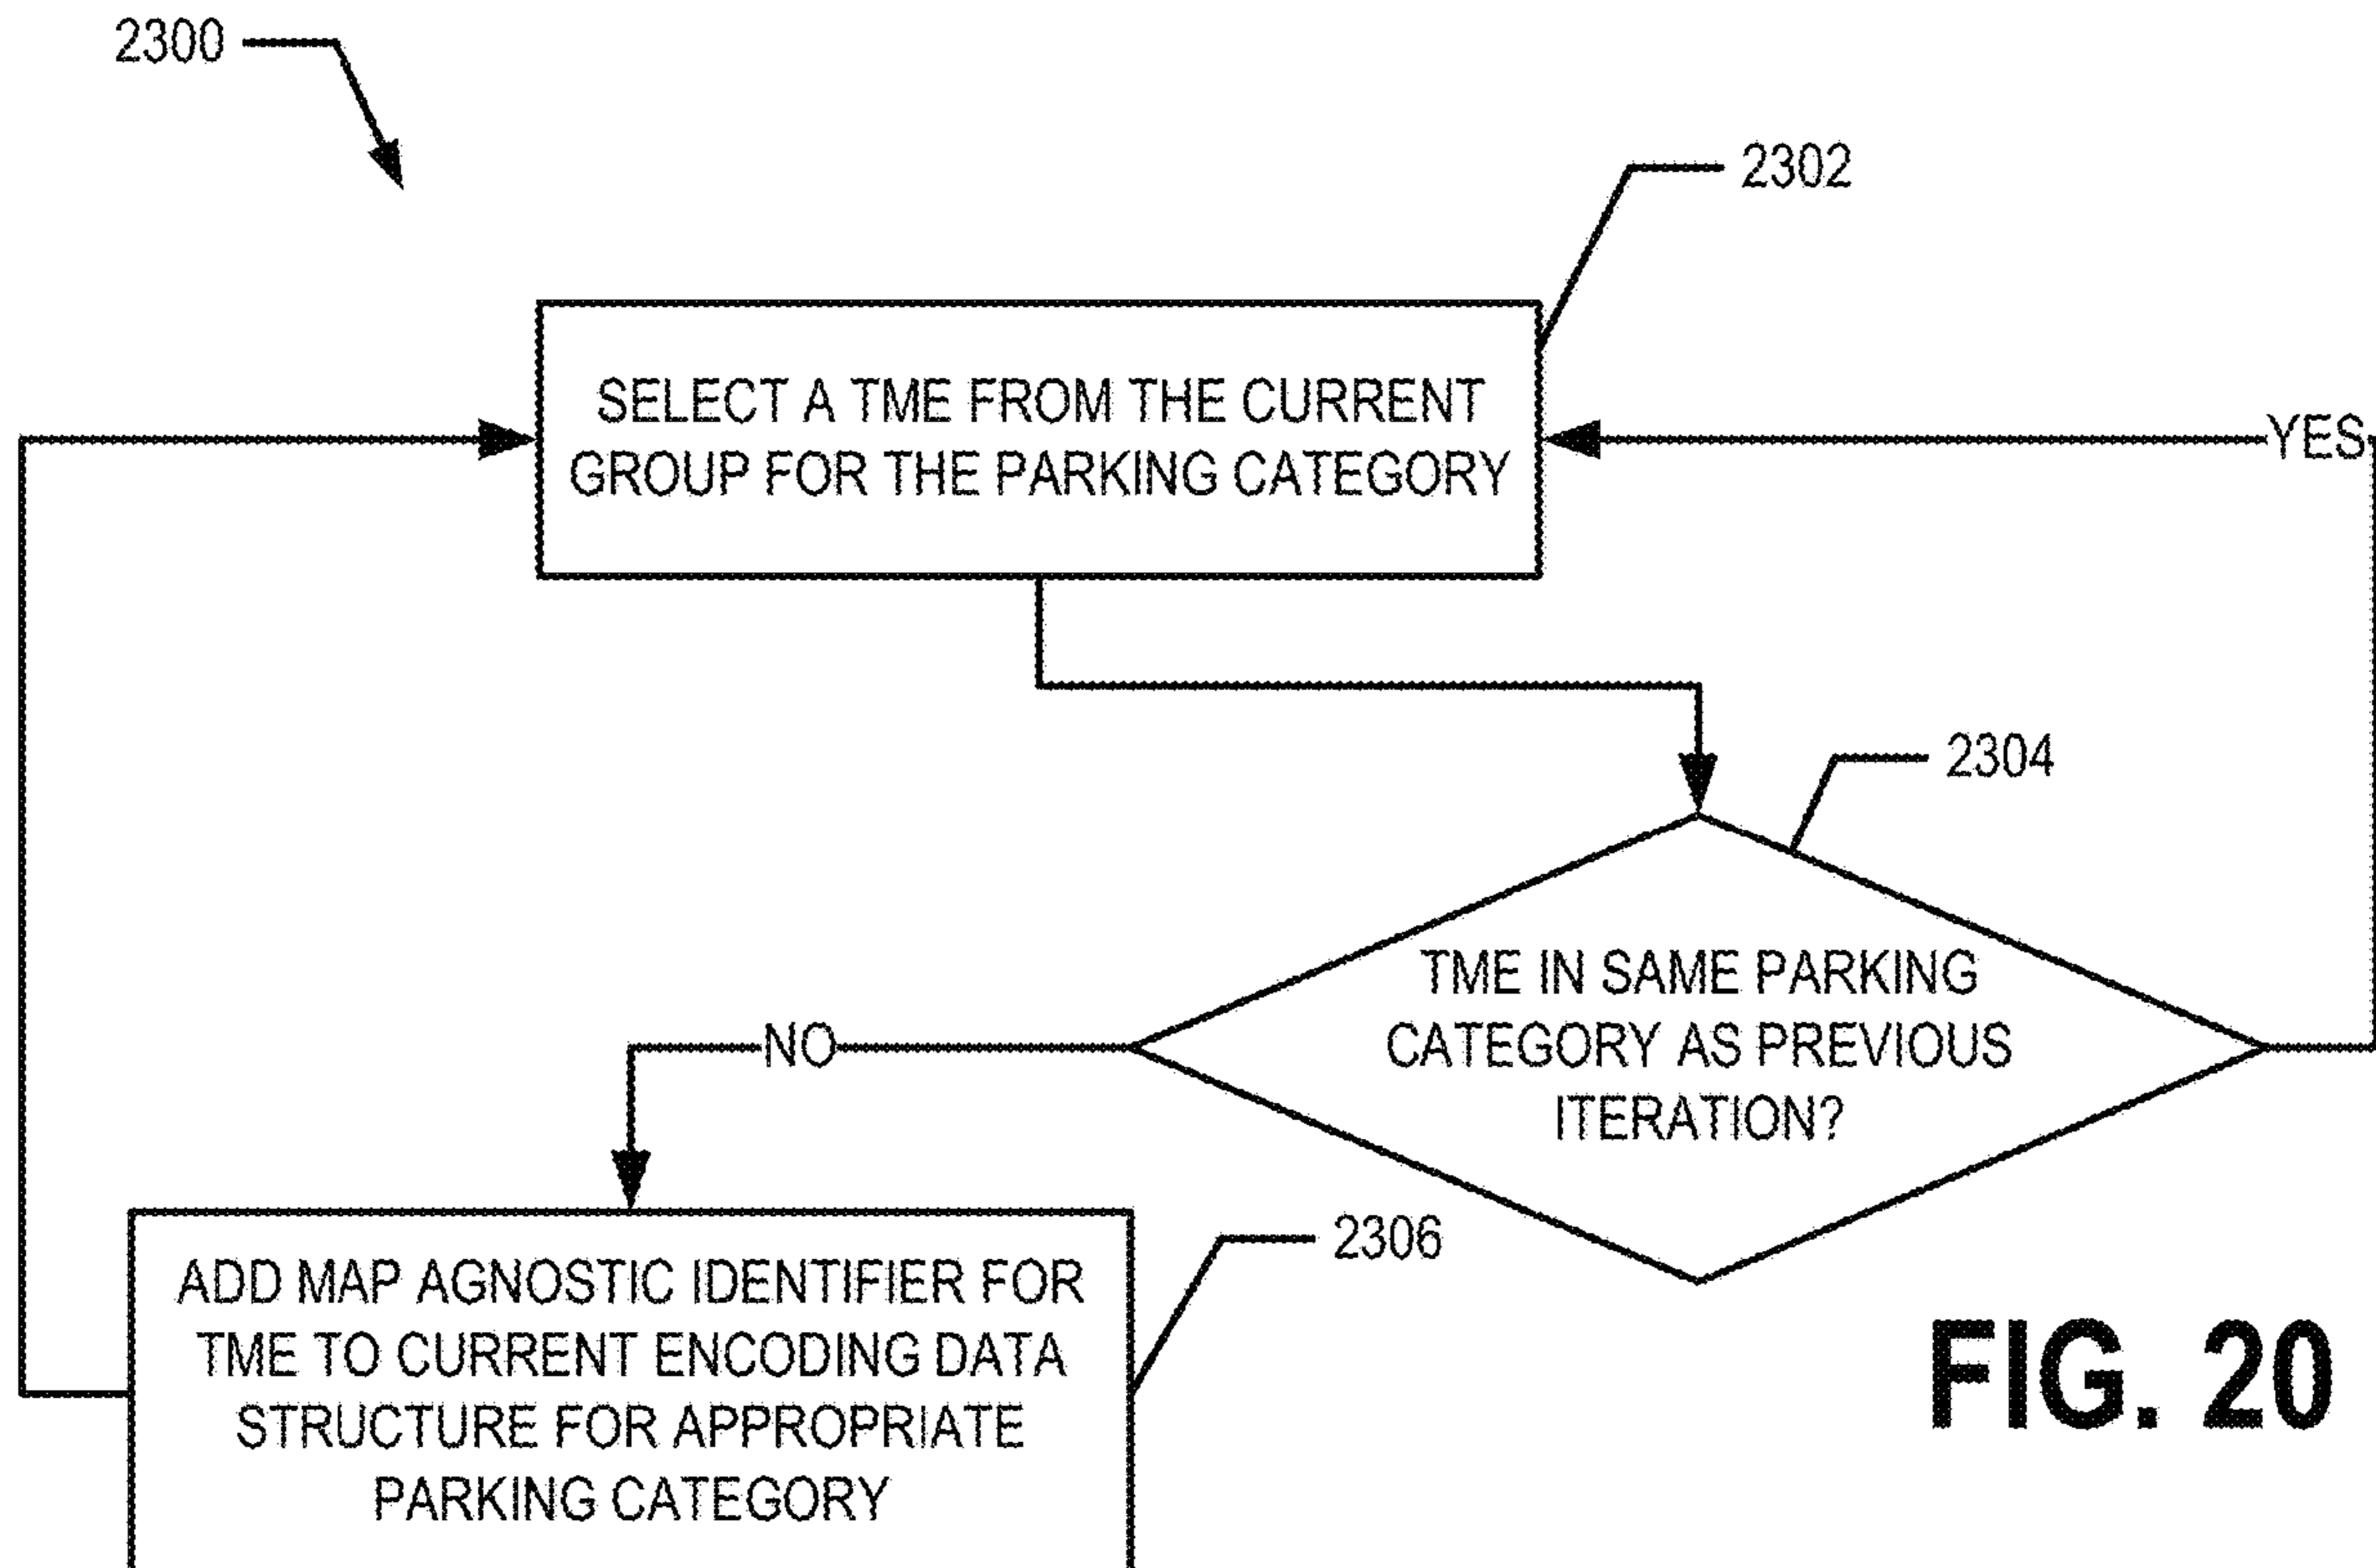 2300
2302
SELECT A TME FROM THE CURRENT
GROUP FOR THE PARKING CATEGORY
YES
2304
TME IN SAME PARKING
CATEGORY AS PREVIOUS
ITERATION?
NO
2306
ADD MAP AGNOSTIC IDENTIFIER FOR
TME TO CURRENT ENCODING DATA
STRUCTURE FOR APPROPRIATE
PARKING CATEGORY
FIG. 20